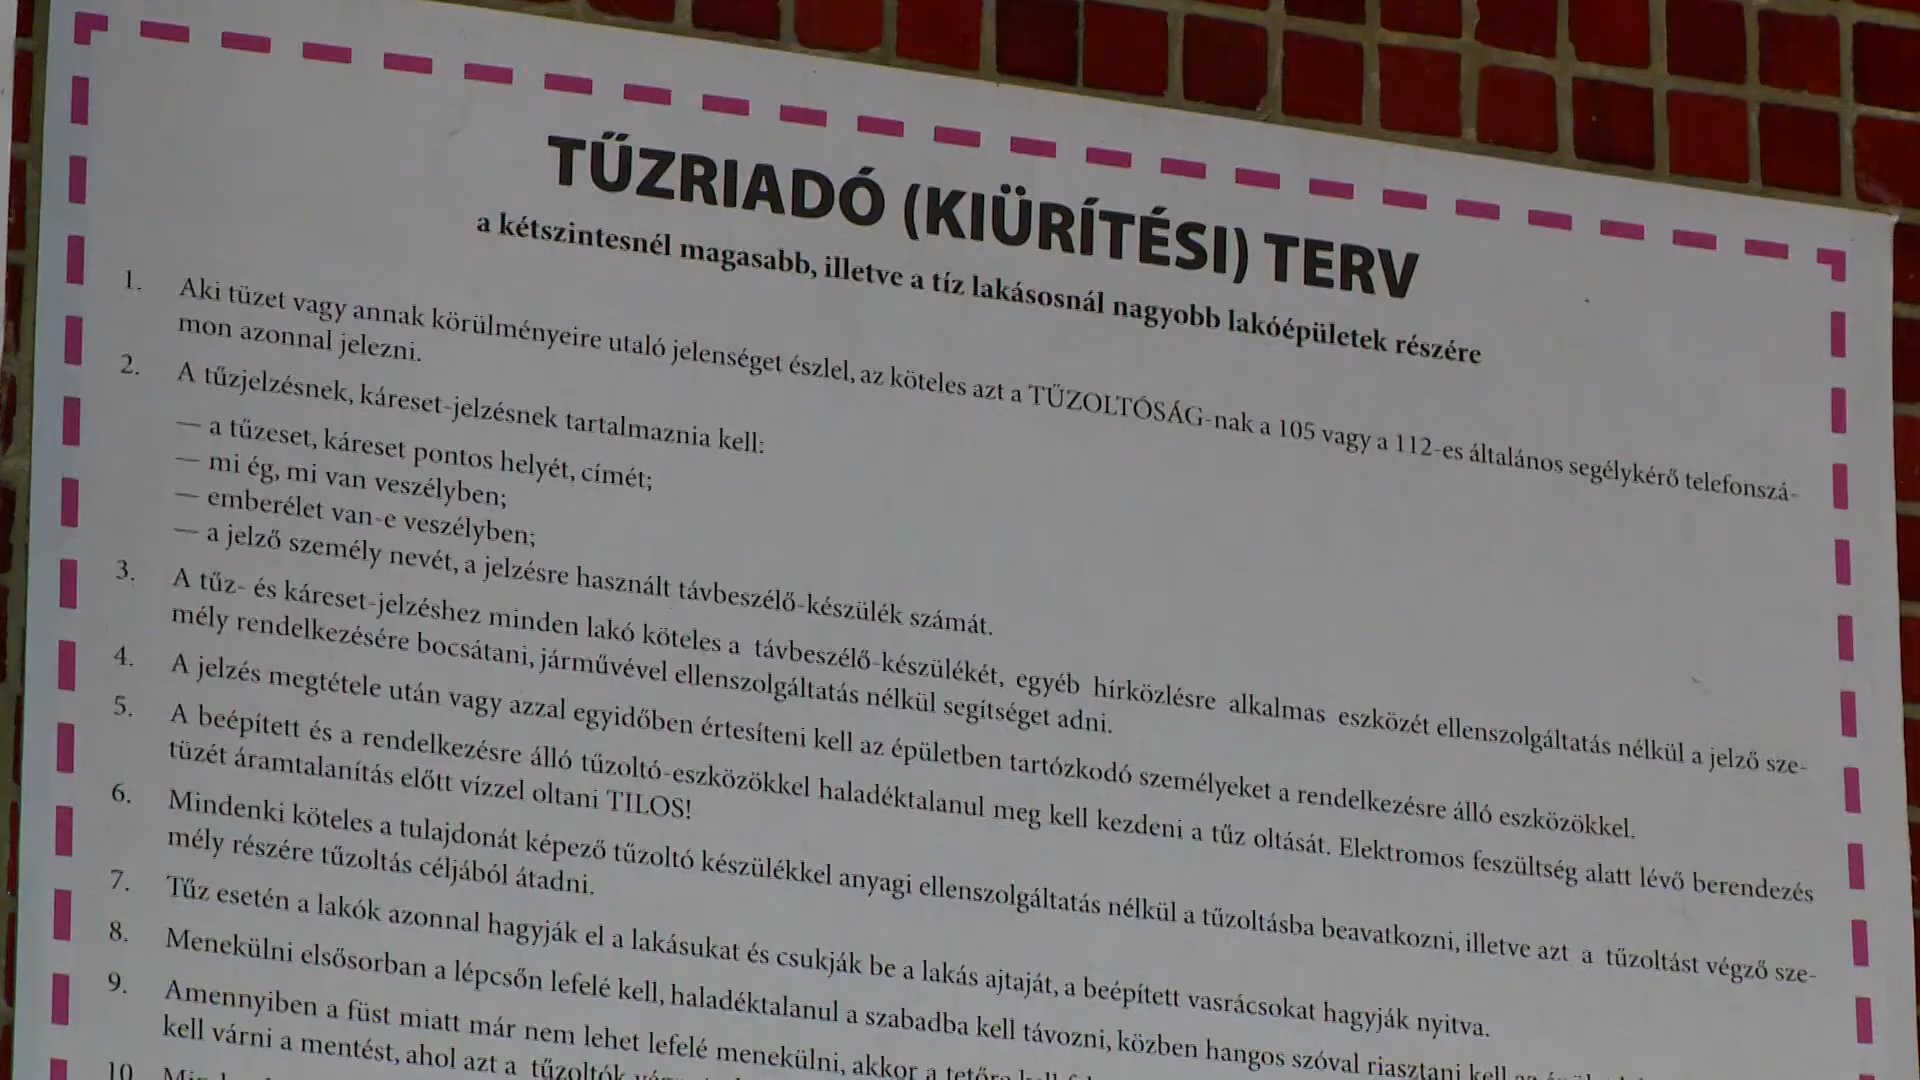 TŰZRIADÓ (KIÜRÍTÉSI) TERV
a kétszintesnél magasabb, illetve a tíz lakásosnál nagyobb lakóépületek részére
1. Aki tüzet vagy annak körülményeire utaló jelenséget észlel, az köteles azt a TŰZOLTÓSÁG-nak a 105 vagy a 112-es általános segélykérő telefonszá-
mon azonnal jelezni.
2. A tűzjelzésnek, káreset-jelzésnek tartalmaznia kell:
— a tűzeset, káreset pontos helyét, címét;
— mi ég, mi van veszélyben;
— emberélet van-e veszélyben;
— a jelző személy nevét, a jelzésre használt távbeszélő-készülék számát.
3. A tűz- és káreset-jelzéshez minden lakó köteles a távbeszélő-készülékét, egyéb hírközlésre alkalmas eszközét ellenszolgáltatás nélkül a jelző sze-
mély rendelkezésére bocsátani, járművével ellenszolgáltatás nélkül segítséget adni.
4. A jelzés megtétele után vagy azzal egyidőben értesíteni kell az épületben tartózkodó személyeket a rendelkezésre álló eszközökkel.
5. A beépített és a rendelkezésre álló tűzoltó-eszközökkel haladéktalanul meg kell kezdeni a tűz oltását. Elektromos feszültség alatt lévő berendezés
tüzét áramtalanítás előtt vízzel oltani TILOS!
6. Mindenki köteles a tulajdonát képező tűzoltó készülékkel anyagi ellenszolgáltatás nélkül a tűzoltásba beavatkozni, illetve azt a tűzoltást végző sze-
mély részére tűzoltás céljából átadni.
7. Tűz esetén a lakók azonnal hagyják el a lakásukat és csukják be a lakás ajtaját, a beépített vasrácsokat hagyják nyitva.
8. Menekülni elsősorban a lépcsőn lefelé kell, haladéktalanul a szabadba kell távozni, közben hangos szóval riasztani kell
9. Amennyiben a füst miatt már nem lehet lefelé menekülni, akkor a tetőre kell
kell várni a mentést, ahol azt a tűzoltók
10.